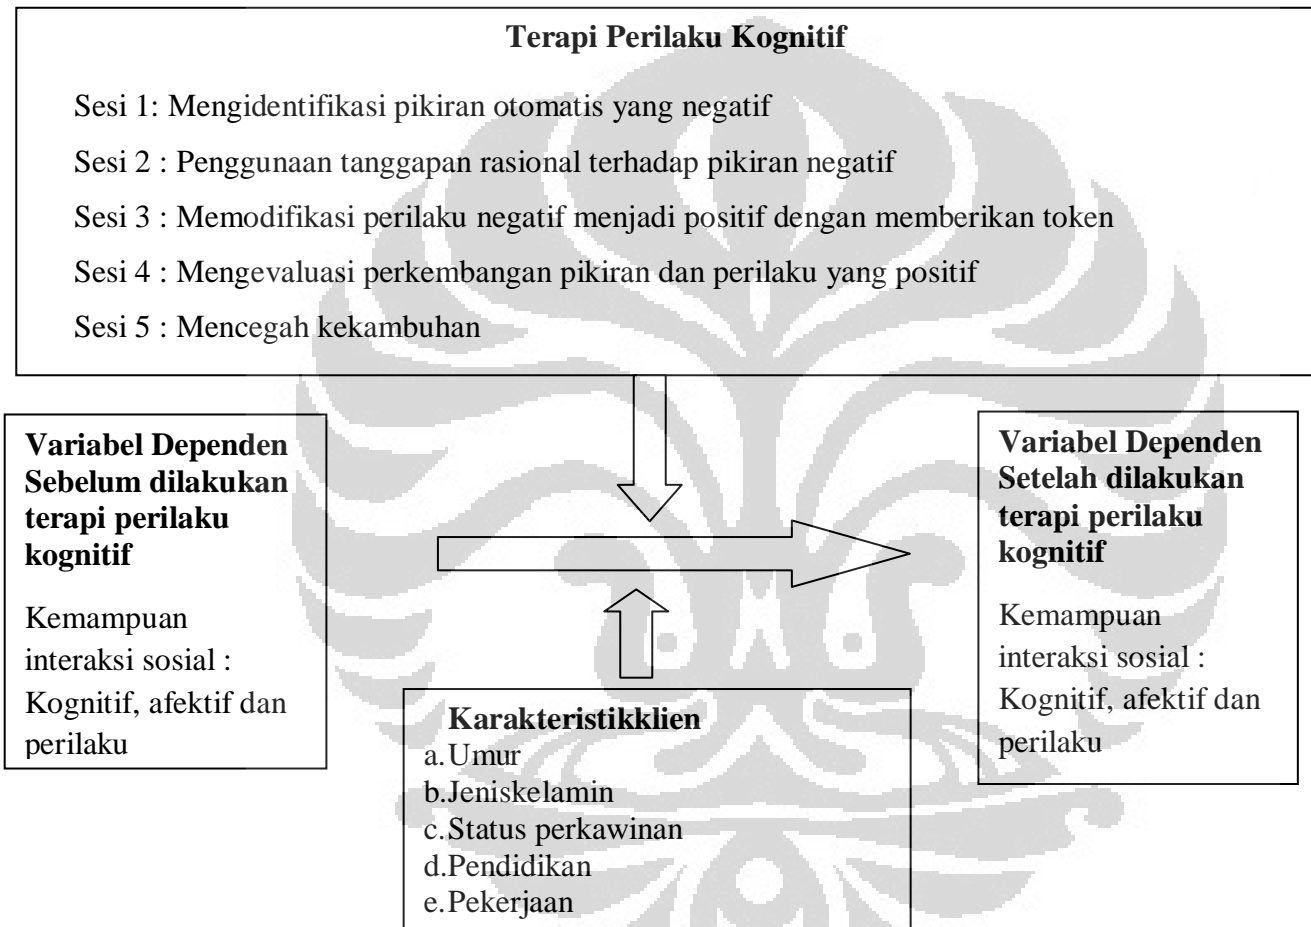 Terapi Perilaku Kognitif
Sesi 1: Mengidentifikasi pikiran otomatis yang negatif
Sesi 2 : Penggunaan tanggapan rasional terhadap pikiran negatif
Sesi 3 : Memodifikasi perilaku negatif menjadi positif dengan memberikan token
Sesi 4 : Mengevaluasi perkembangan pikiran dan perilaku yang positif
Sesi 5 : Mencegah kekambuhan
Variabel Dependen
Sebelum dilakukan
terapi perilaku
kognitif
Kemampuan
interaksi sosial :
Kognitif, afektif dan
perilaku
Variabel Dependen
Setelah dilakukan
terapi perilaku
kognitif
Kemampuan
interaksi sosial :
Kognitif, afektif dan
perilaku
Karakteristikklien
a.Umur
b.Jeniskelamin
c.Status perkawinan
d.Pendidikan
e.Pekerjaan